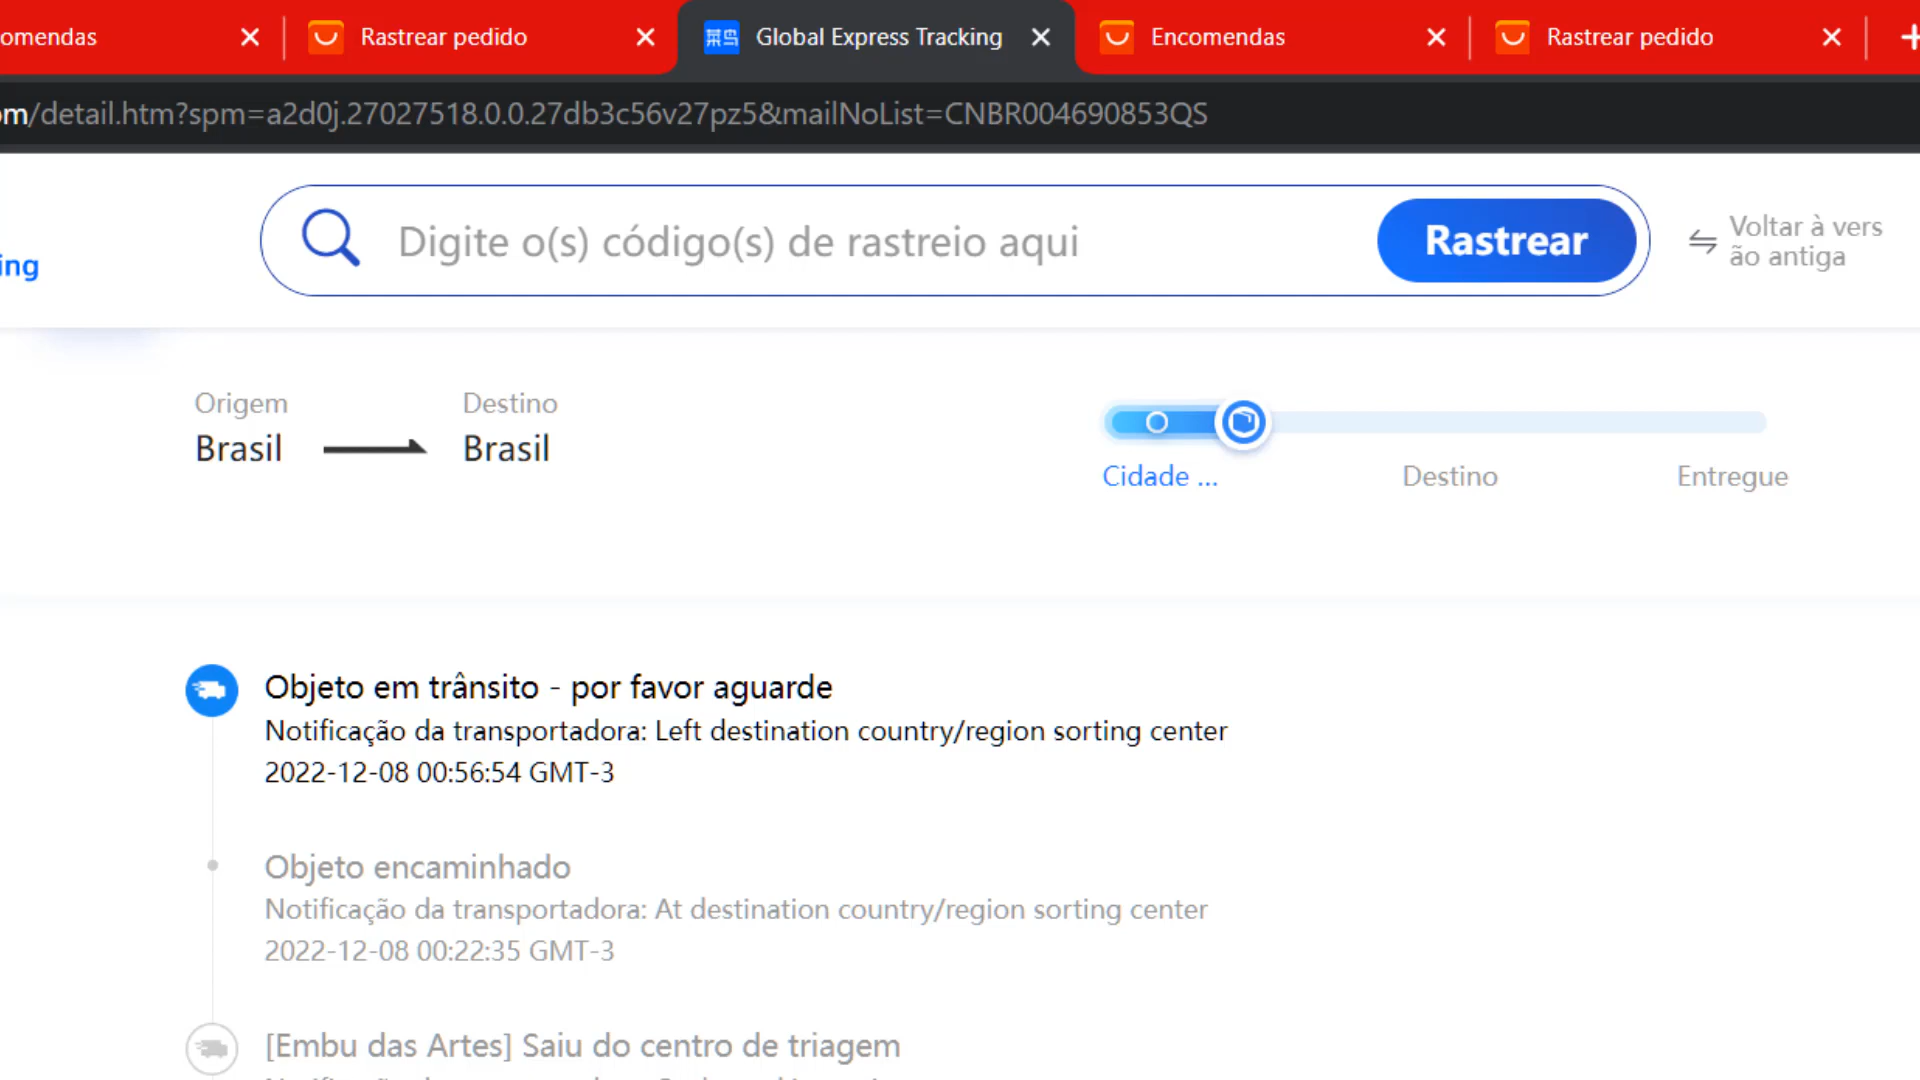 omendas
Rastrear pedido
菜鸟
Global Express Tracking
Encomendas
Rastrear pedido
om/detail.htm?spm=a2d0j.27027518.0.0.27db3c56v27pz5&mailNoList=CNBR004690853QS
ing
Digite o(s) código(s) de rastreio aqui
Rastrear
Voltar à vers
ão antiga
Origem
Destino
Brasil
Brasil
Cidade ...
Destino
Entregue
Objeto em trânsito - por favor aguarde
Notificação da transportadora: Left destination country/region sorting center
2022-12-08 00:56:54 GMT-3
Objeto encaminhado
Notificação da transportadora: At destination country/region sorting center
2022-12-08 00:22:35 GMT-3
[Embu das Artes] Saiu do centro de triagem